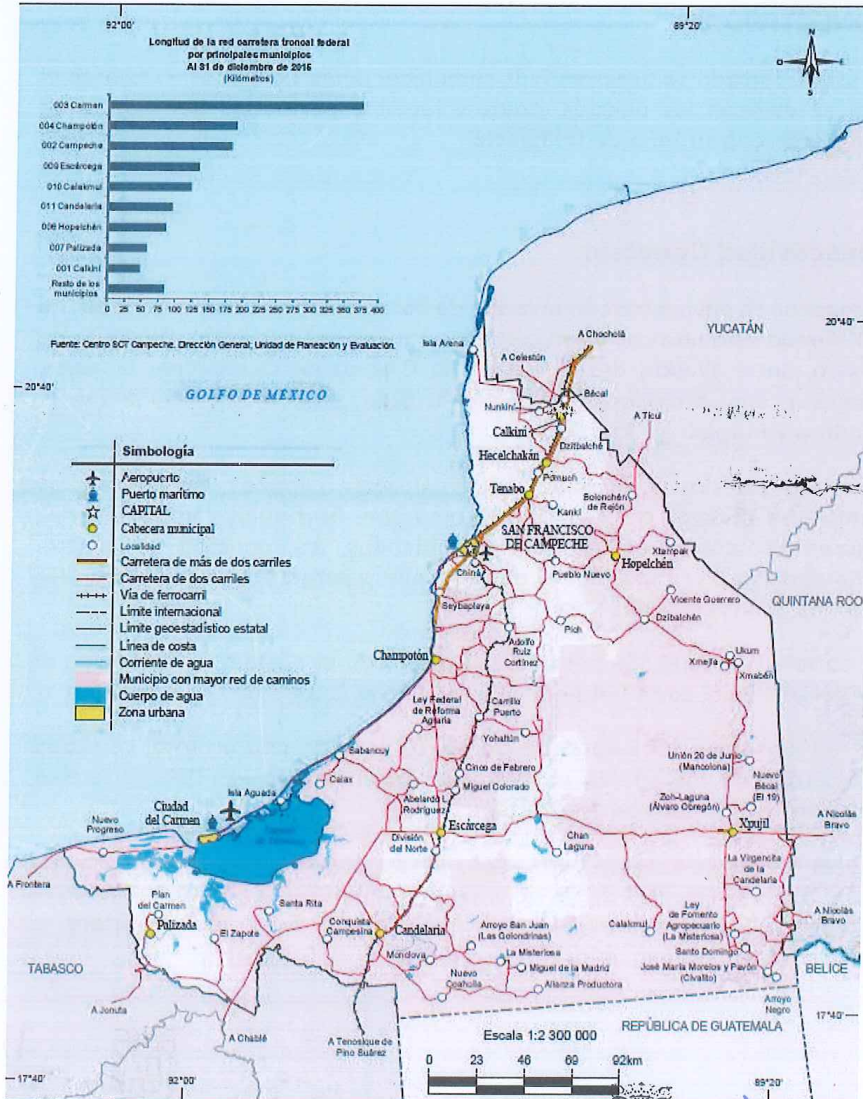 92°00'
89°20'
Longitud de la red carretera troncal federal
por principales municipios
Al 31 de diciembre de 2015
(Kilómetros)
N
O
E
S
003 Carmen
004 Champotón
002 Campeche
009 Escárcega
010 Calakmul
011 Candelaria
006 Hopelchén
007 Palizada
001 Calkiní
Resto de los
municipios
0 25 50 75 100 125 150 175 200 225 250 275 300 325 350 375 400
Fuente: Centro SCT Campeche. Dirección General; Unidad de Planeación y Evaluación
20°40'
20°40'
GOLFO DE MÉXICO
YUCATÁN
Isla Arena
A Chocholá
A Celestún
Bécal
Nunkiní
Calkiní
A Ticul
Dzitbalché
Hecelchakán
Pomuch
Tenabo
Bolonchén
de Rejón
Kankí
SAN FRANCISCO
DE CAMPECHE
Xtampak
Hopelchén
Chiná
Pueblo Nuevo
QUINTANA ROO
Vicente Guerrero
Seybaplaya
Dzibalchén
Pich
Adolfo
Ruiz
Cortínez
Champotón
Ukum
Xmejía
Xmabén
Simbología
Aeropuerto
Puerto marítimo
CAPITAL
Cabecera municipal
Localidad
Carretera de más de dos carriles
Carretera de dos carriles
Vía de ferrocarril
Límite internacional
Límite geoestadístico estatal
Línea de costa
Corriente de agua
Municipio con mayor red de caminos
Cuerpo de agua
Zona urbana
Ley Federal
de Reforma
Agraria
Carrillo
Puerto
Yohaltún
Sabancuy
Unión 20 de Junio
(Mancolona)
Cinco de Febrero
Nuevo
Bécal
(El 19)
Isla Aguada
Calax
Miguel Colorado
Abelardo L.
Rodríguez
Zoh-Laguna
(Álvaro Obregón)
Ciudad
del Carmen
A Nicolás
Bravo
Nuevo
Progreso
Escárcega
Xpujil
División
del Norte
Chan
Laguna
La Virgencita
de la
Candelaria
A Frontera
Plan
del Carmen
Santa Rita
Palizada
El Zapote
Conquista
Campesina
Candelaria
Arroyo San Juan
(Las Golondrinas)
Calakmul
Ley
de Fomento
Agropecuario
(La Misteriosa)
A Nicolás
Bravo
Monclova
La Misteriosa
Santo Domingo
TABASCO
Nuevo
Coahuila
Miguel de la Madrid
José María Morelos y Pavón
(Civalito)
BELICE
Alianza Productora
A Jonuta
Arroyo
Negro
A Chablé
A Tenosique de
Pino Suárez
Escala 1:2 300 000
REPÚBLICA DE GUATEMALA
17°40'
0 23 46 69 92km
17°40'
92°00'
89°20'